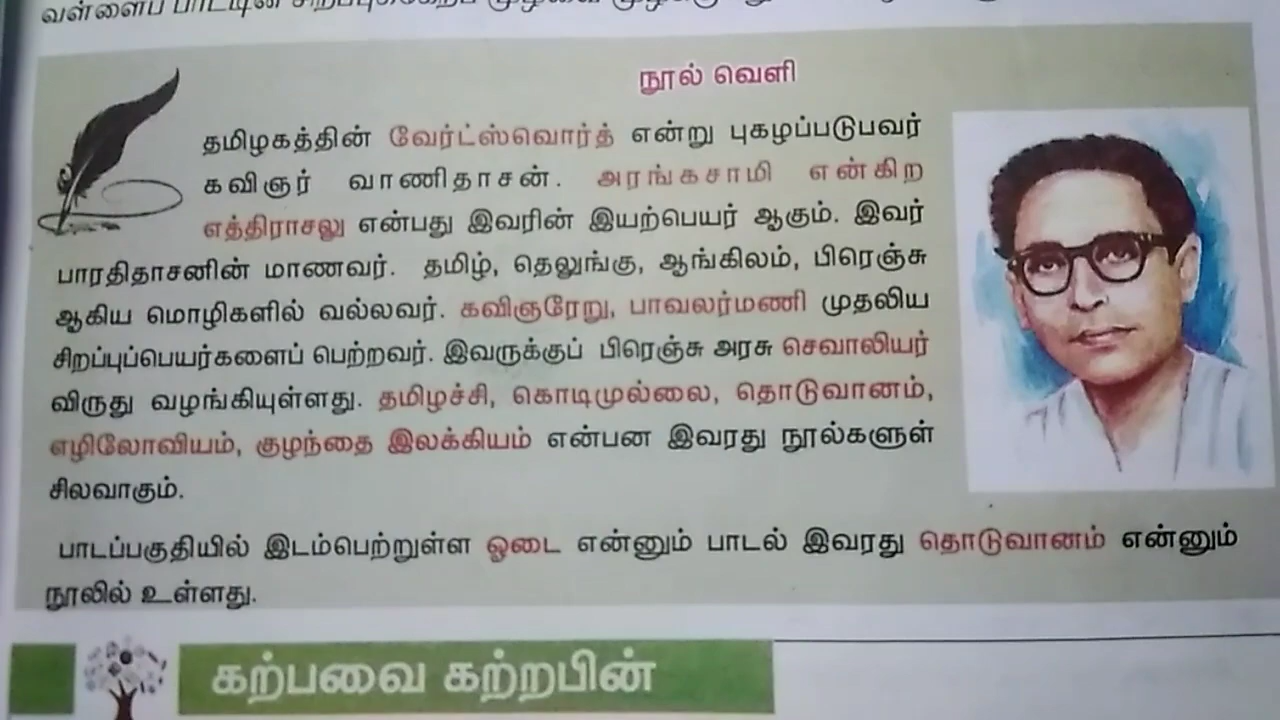 வள்ளைப் பாட்டின்
நூல் வெளி
தமிழகத்தின் வேர்ட்ஸ்வொர்த் என்று புகழப்படுபவர்
கவிஞர் வாணிதாசன். அரங்கசாமி என்கிற
எத்திராசலு என்பது இவரின் இயற்பெயர் ஆகும். இவர்
பாரதிதாசனின் மாணவர். தமிழ், தெலுங்கு, ஆங்கிலம், பிரெஞ்சு
ஆகிய மொழிகளில் வல்லவர். கவிஞரேறு, பாவலர்மணி முதலிய
சிறப்புப்பெயர்களைப் பெற்றவர். இவருக்குப் பிரெஞ்சு அரசு செவாலியர்
விருது வழங்கியுள்ளது. தமிழச்சி, கொடிமுல்லை, தொடுவானம்,
எழிலோவியம், குழந்தை இலக்கியம் என்பன இவரது நூல்களுள்
சிலவாகும்.
பாடப்பகுதியில் இடம்பெற்றுள்ள ஓடை என்னும் பாடல் இவரது தொடுவானம் என்னும்
நூலில் உள்ளது.
கற்பவை கற்றபின்